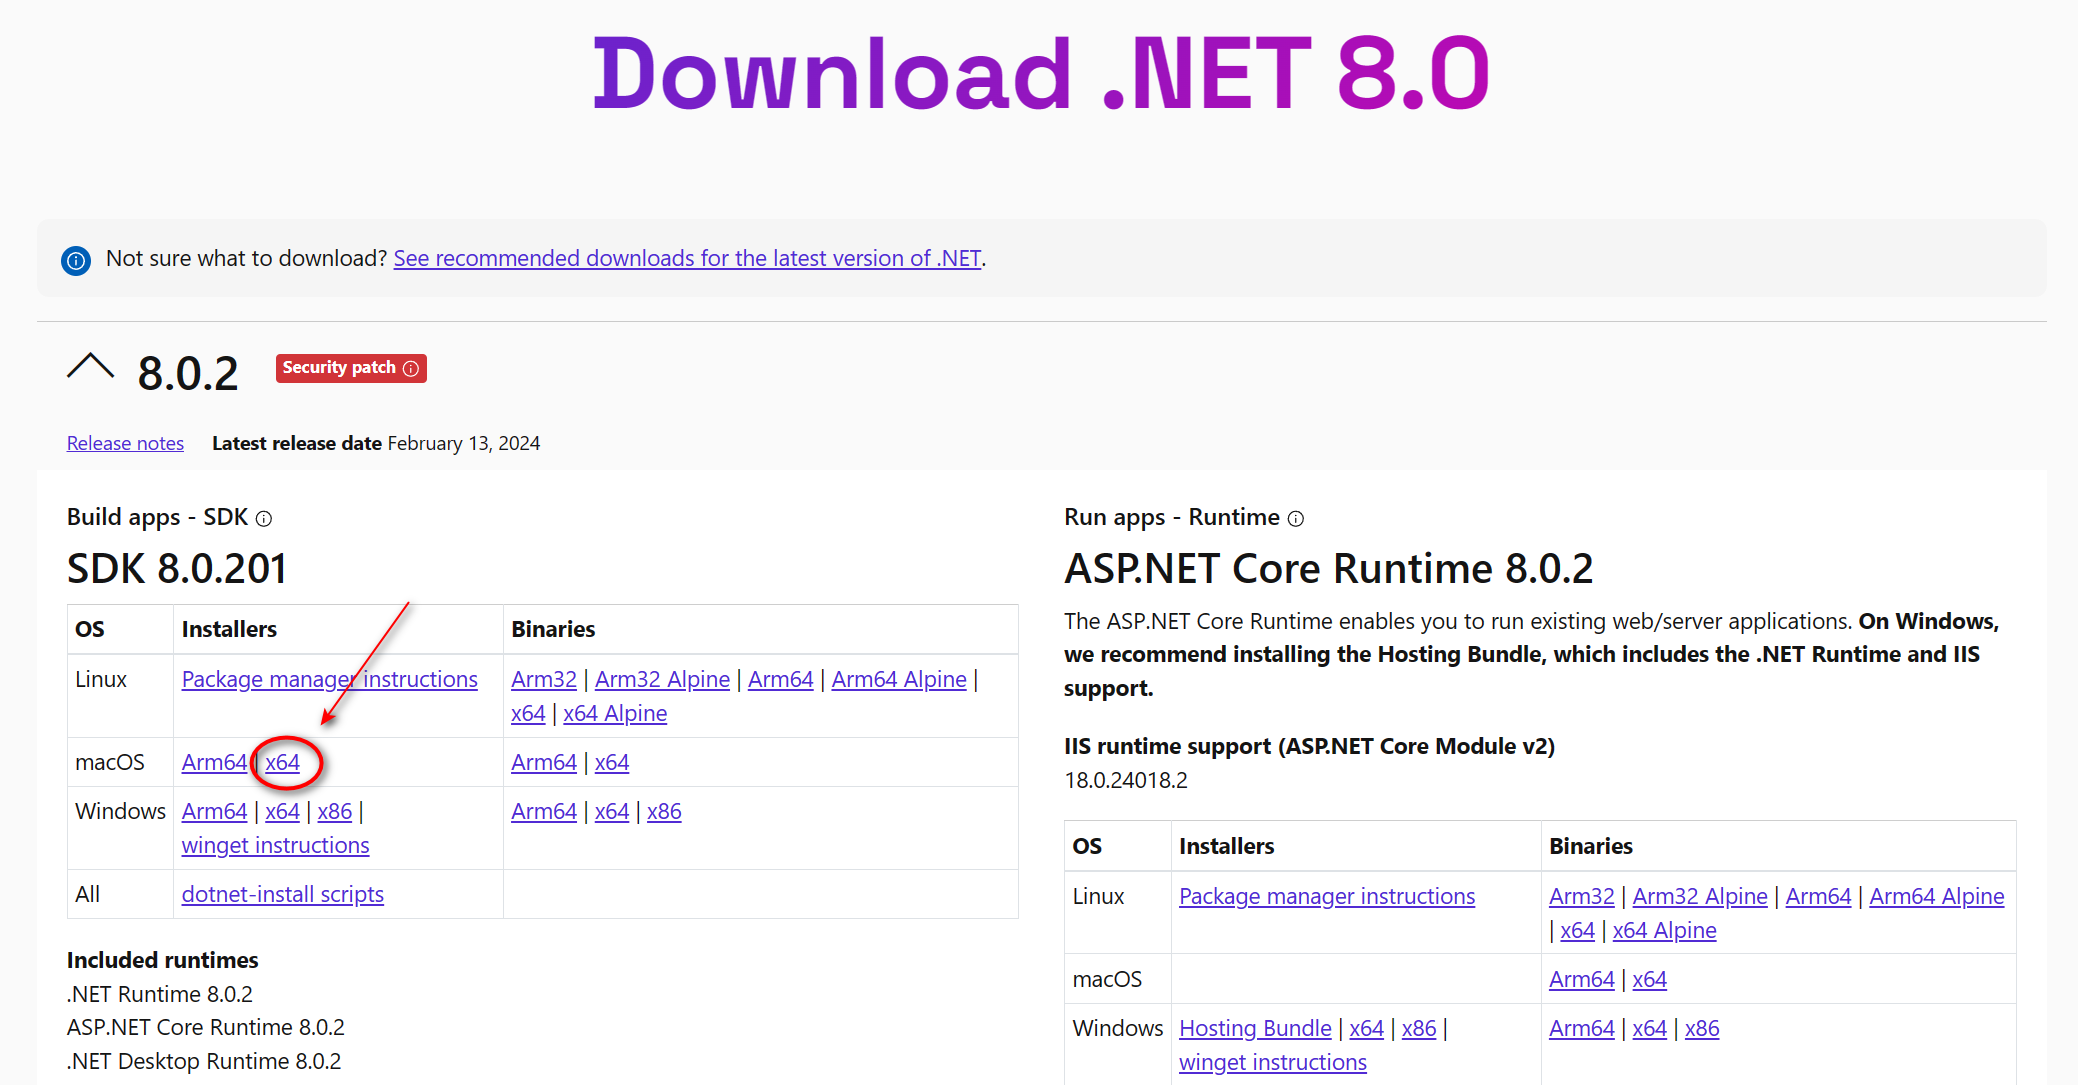 Download .NET 8.0
Not sure what to download? See recommended downloads for the latest version of .NET.
8.0.2 Security patch
Release notes Latest release date February 13, 2024
Build apps - SDK
SDK 8.0.201
OS Installers Binaries
Linux Package manager instructions Arm32 | Arm32 Alpine | Arm64 | Arm64 Alpine |
x64 | x64 Alpine
macOS Arm64 | x64 Arm64 | x64
Windows Arm64 | x64 | x86 | Arm64 | x64 | x86
winget instructions
All dotnet-install scripts
Included runtimes
.NET Runtime 8.0.2
ASP.NET Core Runtime 8.0.2
.NET Desktop Runtime 8.0.2
Run apps - Runtime
ASP.NET Core Runtime 8.0.2
The ASP.NET Core Runtime enables you to run existing web/server applications. On Windows,
we recommend installing the Hosting Bundle, which includes the .NET Runtime and IIS
support.
IIS runtime support (ASP.NET Core Module v2)
18.0.24018.2
OS Installers Binaries
Linux Package manager instructions Arm32 | Arm32 Alpine | Arm64 | Arm64 Alpine
| x64 | x64 Alpine
macOS Arm64 | x64
Windows Hosting Bundle | x64 | x86 | Arm64 | x64 | x86
winget instructions